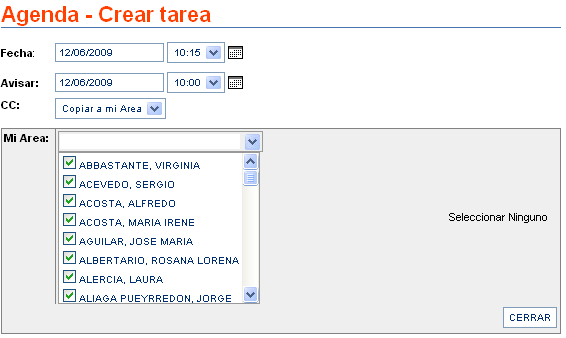 Agenda - Crear tarea
Fecha: 12/06/2009 10:15
Avisar: 12/06/2009 10:00
CC: Copiar a mi Area
Mi Area:
ABBASTANTE, VIRGINIA
ACEVEDO, SERGIO
ACOSTA, ALFREDO
ACOSTA, MARIA IRENE
Seleccionar Ninguno
AGUILAR, JOSE MARIA
ALBERTARIO, ROSANA LORENA
ALERCIA, LAURA
ALIAGA PUEYRREDON, JORGE
CERRAR